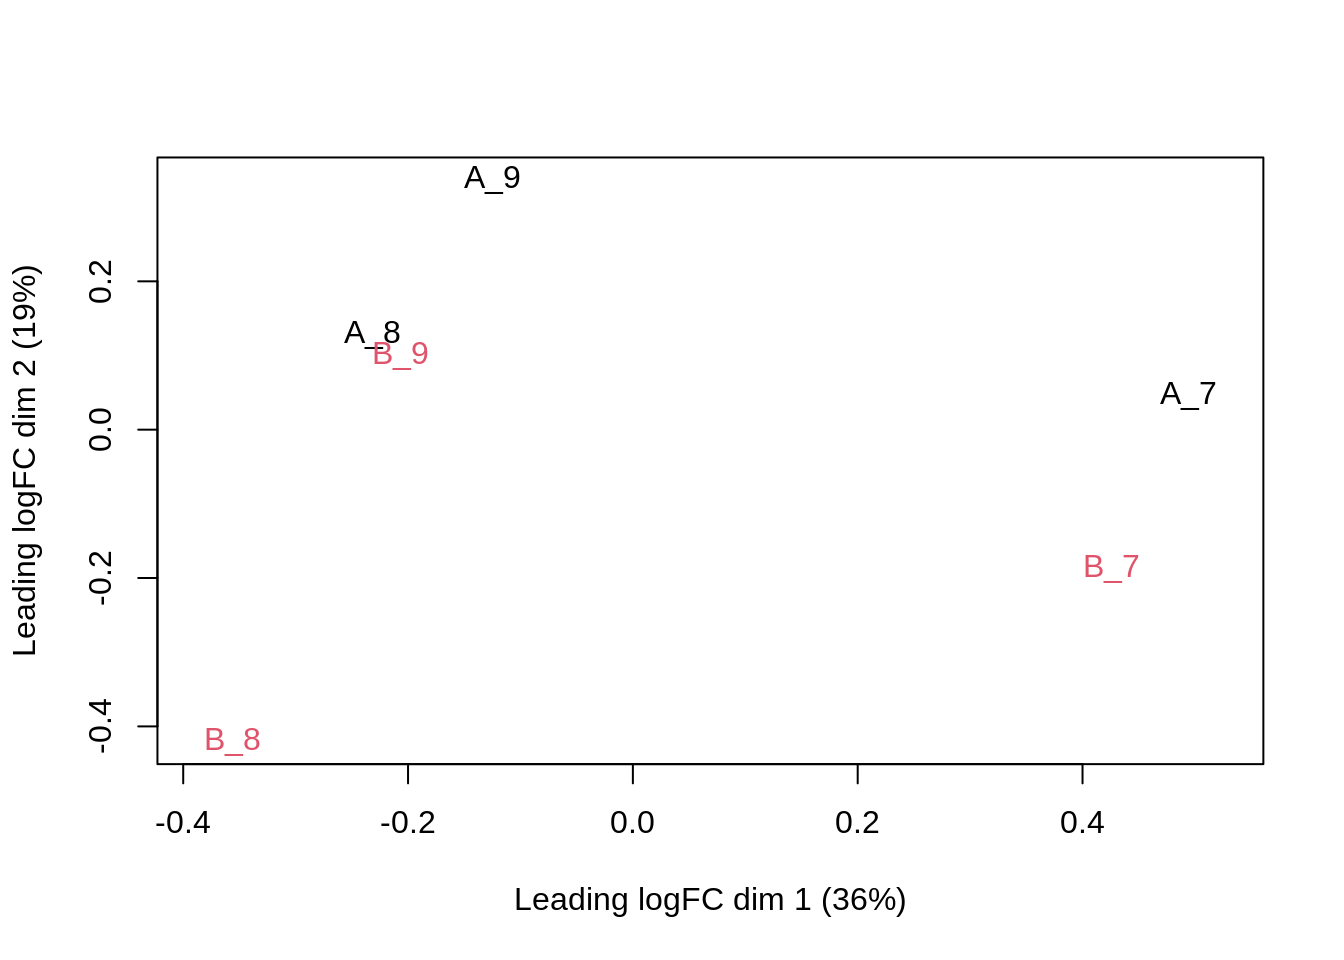 A_9
0.2
A_8
B_9
A_7
0.0
Leading logFC dim 2 (19%)
B_7
-0.2
-0.4
B_8
-0.4 -0.2 0.0 0.2 0.4
Leading logFC dim 1 (36%)